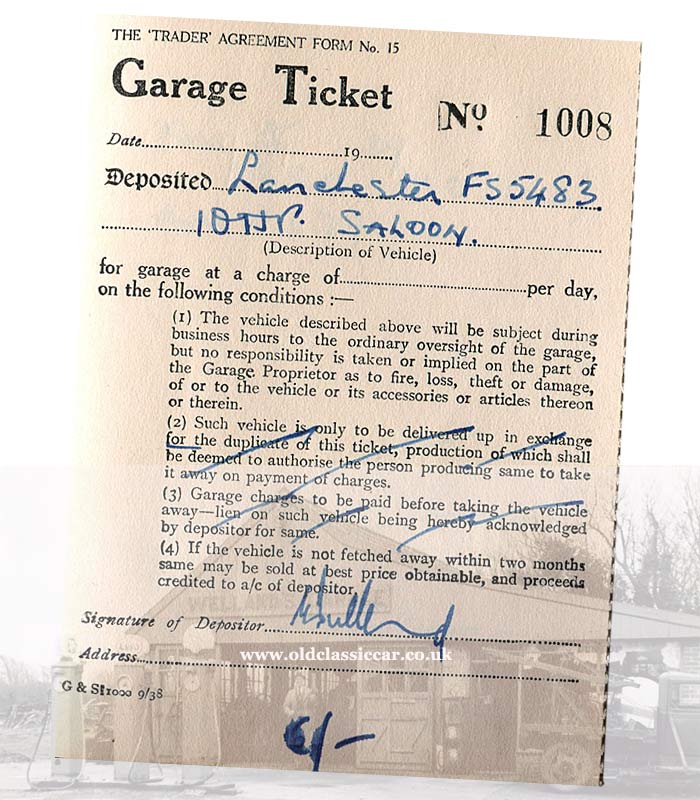 THE 'TRADER' AGREEMENT FORM No. 15
Garage Ticket
No 1008
Date..............................................19........
Deposited...Lanchester FS5483.
10HP. SALOON.
(Description of Vehicle)
for garage at a charge of..............................................per day,
on the following conditions :—
(1) The vehicle described above will be subject during
business hours to the ordinary oversight of the garage,
but no responsibility is taken or implied on the part of
the Garage Proprietor as to fire, loss, theft or damage,
of or to the vehicle or its accessories or articles thereon
or therein.
(2) Such vehicle is only to be delivered up in exchange
for the duplicate of this ticket, production of which shall
be deemed to authorise the person producing same to take
it away on payment of charges.
(3) Garage charges to be paid before taking the vehicle
away—lien on such vehicle being hereby acknowledged
by depositor for same.
(4) If the vehicle is not fetched away within two months
same may be sold at best price obtainable, and proceeds
credited to a/c of depositor.
WELLAND
Signature of Depositor
www.oldclassiccar.co.uk
Address
G & S 1000 9/38
6/-